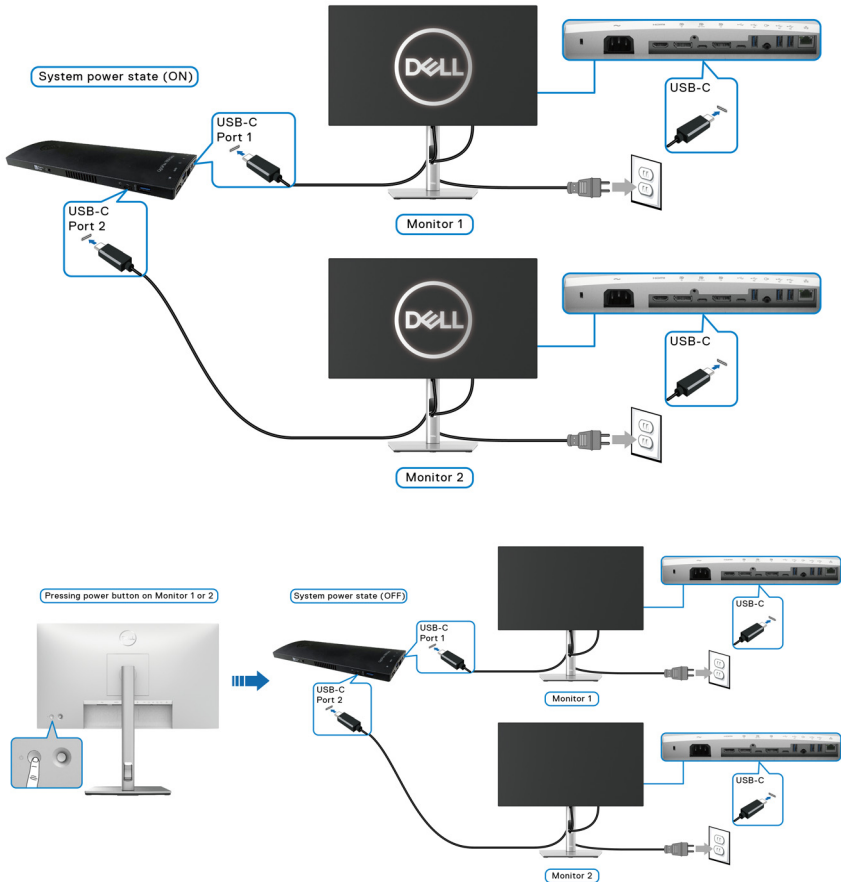 System power state (ON)
USB-C
Port 1
USB-C
Port 2
DELL
Monitor 1
USB-C
DELL
Monitor 2
USB-C
Pressing power button on Monitor 1 or 2
System power state (OFF)
USB-C
Port 1
USB-C
Port 2
Monitor 1
USB-C
Monitor 2
USB-C